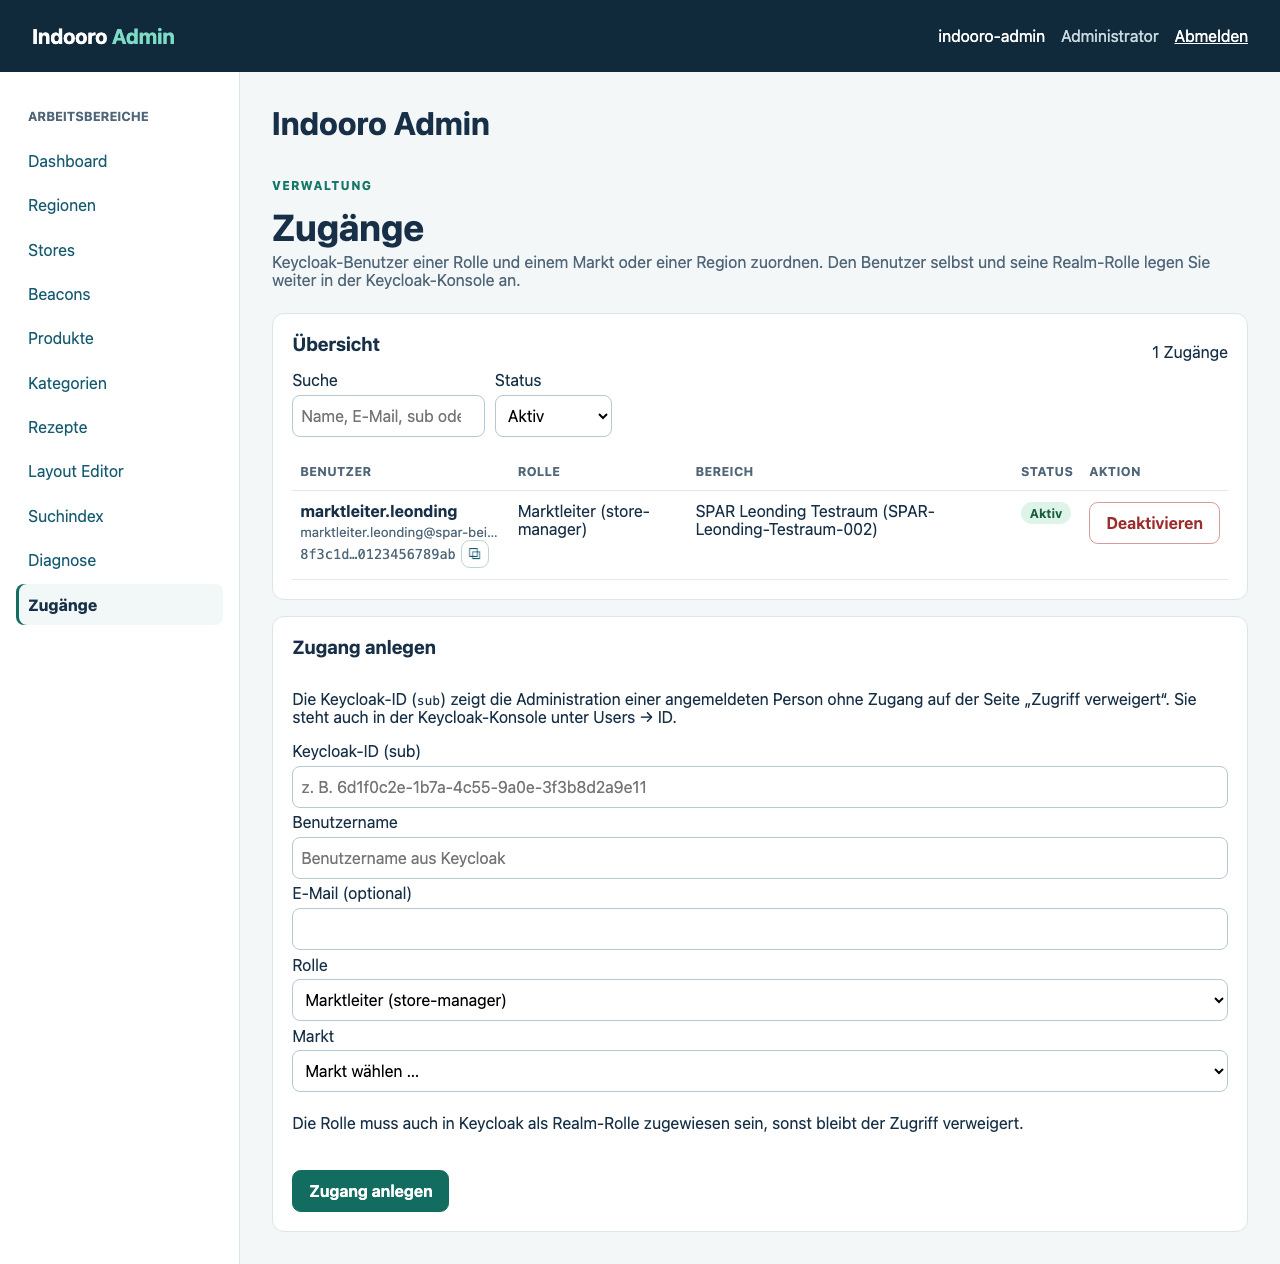 Indooro Admin
indooro-admin Administrator Abmelden
ARBEITSBEREICHE
Dashboard
Regionen
Stores
Beacons
Produkte
Kategorien
Rezepte
Layout Editor
Suchindex
Diagnose
Zugänge
Indooro Admin
VERWALTUNG
Zugänge
Keycloak-Benutzer einer Rolle und einem Markt oder einer Region zuordnen. Den Benutzer selbst und seine Realm-Rolle legen Sie
weiter in der Keycloak-Konsole an.
Übersicht
1 Zugänge
Suche
Status
Name, E-Mail, sub ode
Aktiv
BENUTZER ROLLE BEREICH STATUS AKTION
marktleiter.leonding
marktleiter.leonding@spar-bei…
8f3c1d…0123456789ab
Marktleiter (store-
manager)
SPAR Leonding Testraum (SPAR-
Leonding-Testraum-002)
Aktiv
Deaktivieren
Zugang anlegen
Die Keycloak-ID (sub) zeigt die Administration einer angemeldeten Person ohne Zugang auf der Seite „Zugriff verweigert“. Sie
steht auch in der Keycloak-Konsole unter Users → ID.
Keycloak-ID (sub)
z. B. 6d1f0c2e-1b7a-4c55-9a0e-3f3b8d2a9e11
Benutzername
Benutzername aus Keycloak
E-Mail (optional)
Rolle
Marktleiter (store-manager)
Markt
Markt wählen …
Die Rolle muss auch in Keycloak als Realm-Rolle zugewiesen sein, sonst bleibt der Zugriff verweigert.
Zugang anlegen